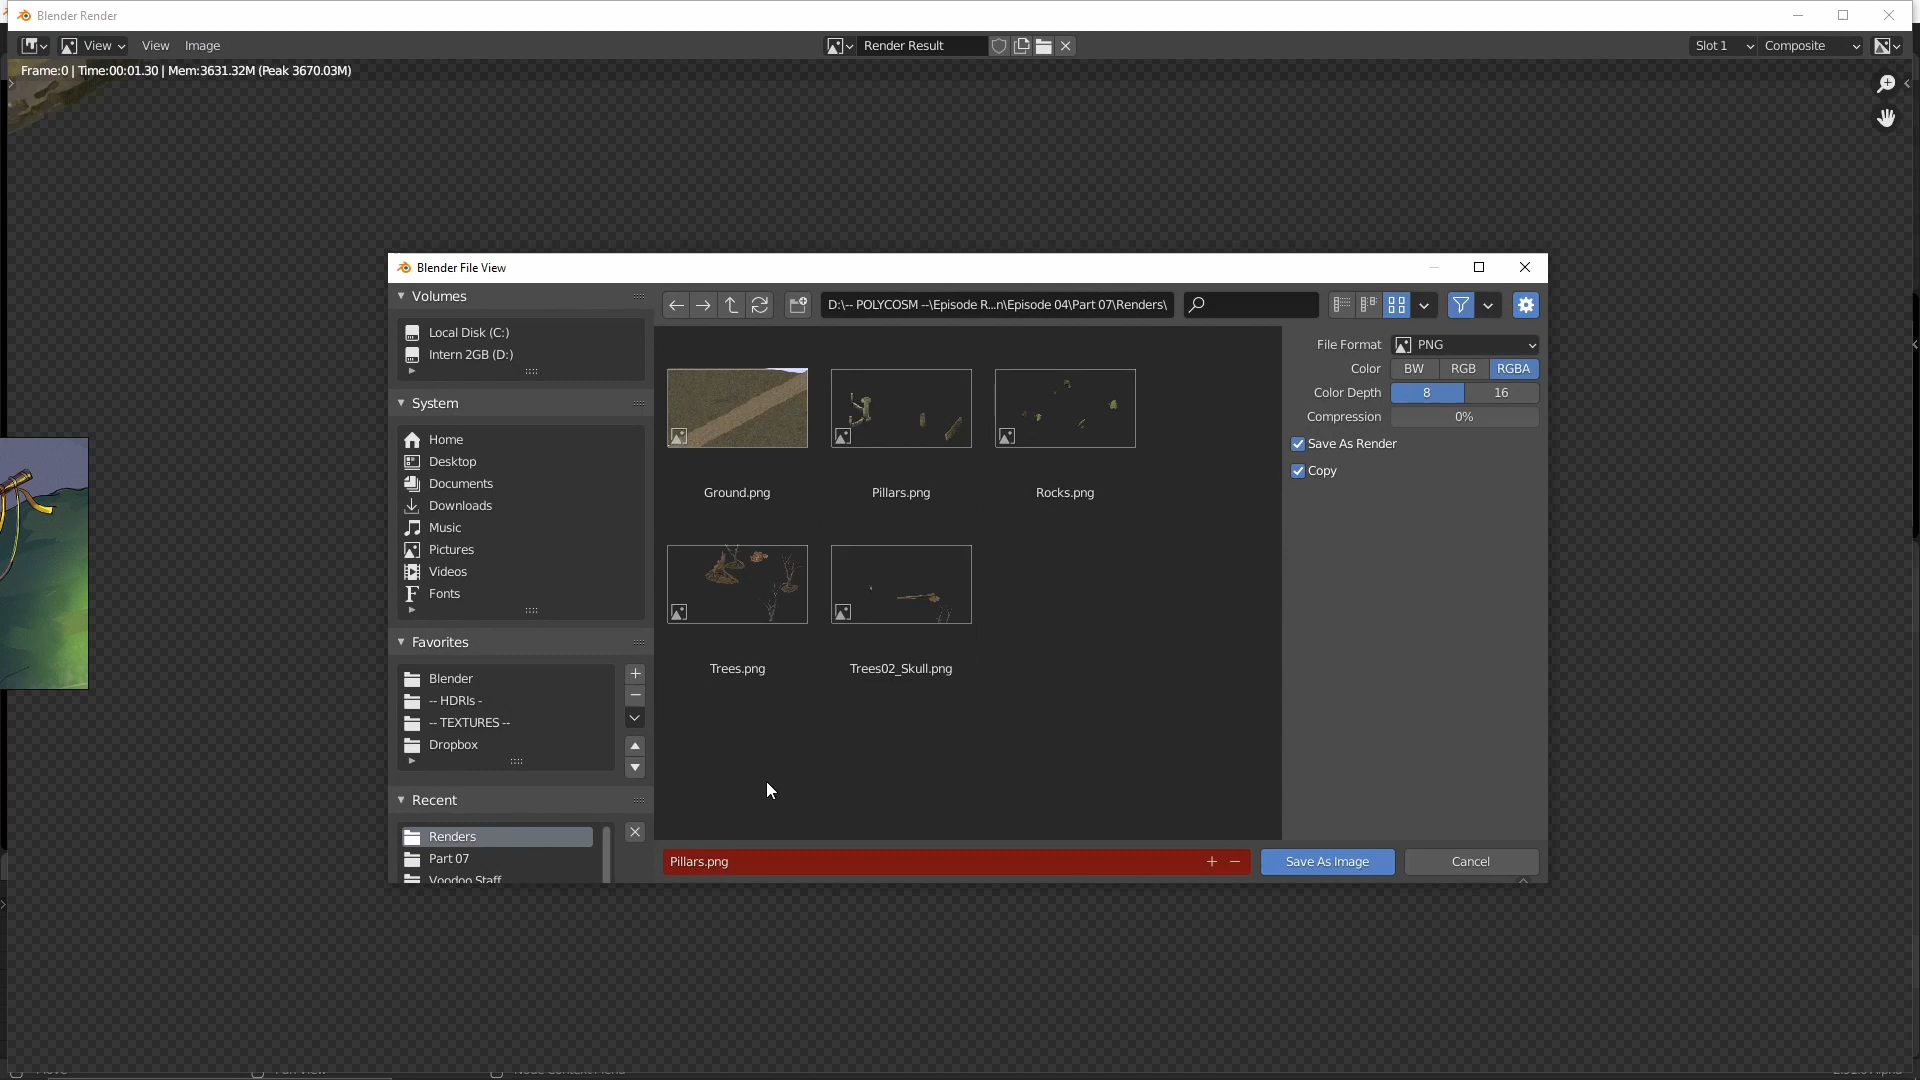 Blender Render
View
View
Image
Render Result
Slot 1
Composite
Frame:0 | Time:00:01.30 | Mem:3631.32M (Peak 3670.03M)
Blender File View
Volumes
Local Disk (C:)
Intern 2GB (D:)
System
Home
Desktop
Documents
Downloads
Music
Pictures
Videos
Fonts
Favorites
Blender
-- HDRIs -
-- TEXTURES --
Dropbox
Recent
Renders
Part 07
Voodoo Staff
D:\-- POLYCOSM --\Episode R...n\Episode 04\Part 07\Renders\
Ground.png
Pillars.png
Rocks.png
Trees.png
Trees02_Skull.png
File Format
PNG
Color
BW
RGB
RGBA
Color Depth
8
16
Compression
0%
Save As Render
Copy
Pillars.png
Save As Image
Cancel